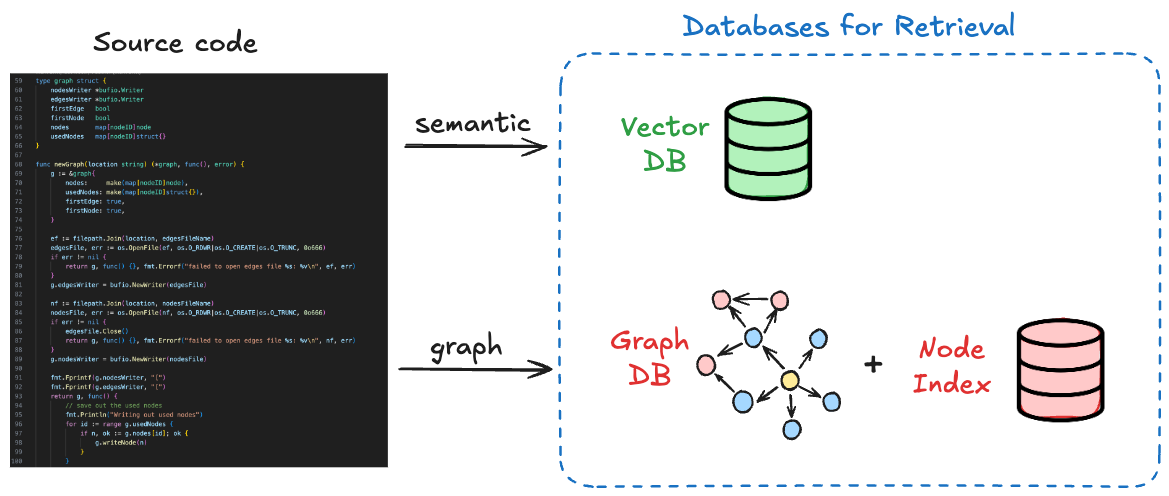 Source code
Databases for Retrieval
59 type graph struct {
60 nodesWriter *bufio.Writer
61 edgesWriter *bufio.Writer
62 firstEdge bool
63 firstNode bool
64 nodes map[nodeID]node
65 usedNodes map[nodeID]struct{}
66 }
67
68 func newGraph(location string) (*graph, func(), error) {
69 g := &graph{
70 nodes: make(map[nodeID]node),
71 usedNodes: make(map[nodeID]struct{}),
72 firstEdge: true,
73 firstNode: true,
74 }
75
76 ef := filepath.Join(location, edgesFileName)
77 edgesFile, err := os.OpenFile(ef, os.O_RDWR|os.O_CREATE|os.O_TRUNC, 0o666)
78 if err != nil {
79 return g, func() {}, fmt.Errorf("failed to open edges file %s: %v\n", ef, err)
80 }
81 g.edgesWriter = bufio.NewWriter(edgesFile)
82
83 nf := filepath.Join(location, nodesFileName)
84 nodesFile, err := os.OpenFile(nf, os.O_RDWR|os.O_CREATE|os.O_TRUNC, 0o666)
85 if err != nil {
86 edgesFile.Close()
87 return g, func() {}, fmt.Errorf("failed to open edges file %s: %v\n", nf, err)
88 }
89 g.nodesWriter = bufio.NewWriter(nodesFile)
90
91 fmt.Fprintf(g.nodesWriter, "[")
92 fmt.Fprintf(g.edgesWriter, "[")
93 return g, func() {
94 // save out the used nodes
95 fmt.Println("Writing out used nodes")
96 for id := range g.usedNodes {
97 if n, ok := g.nodes[id]; ok {
98 g.writeNode(n)
99 }
100 }
semantic
Vector
DB
graph
Graph
DB
+
Node
Index